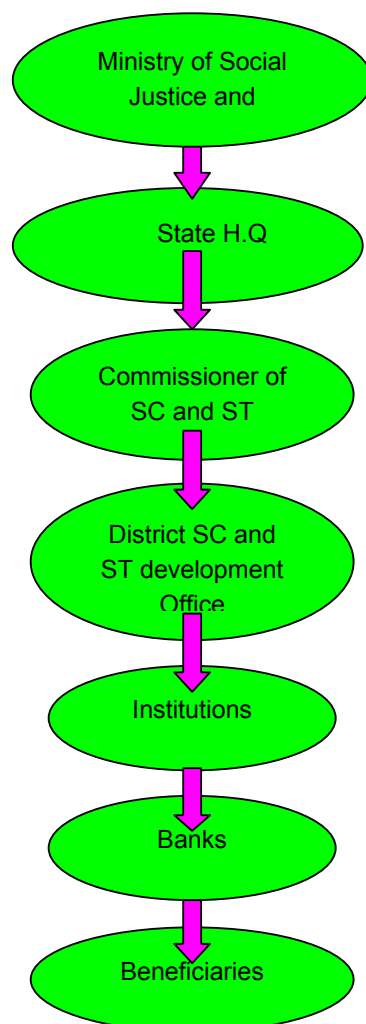 Ministry of Social
Justice and
State H.Q
Commissioner of
SC and ST
District SC and
ST development
Office
Institutions
Banks
Beneficiaries